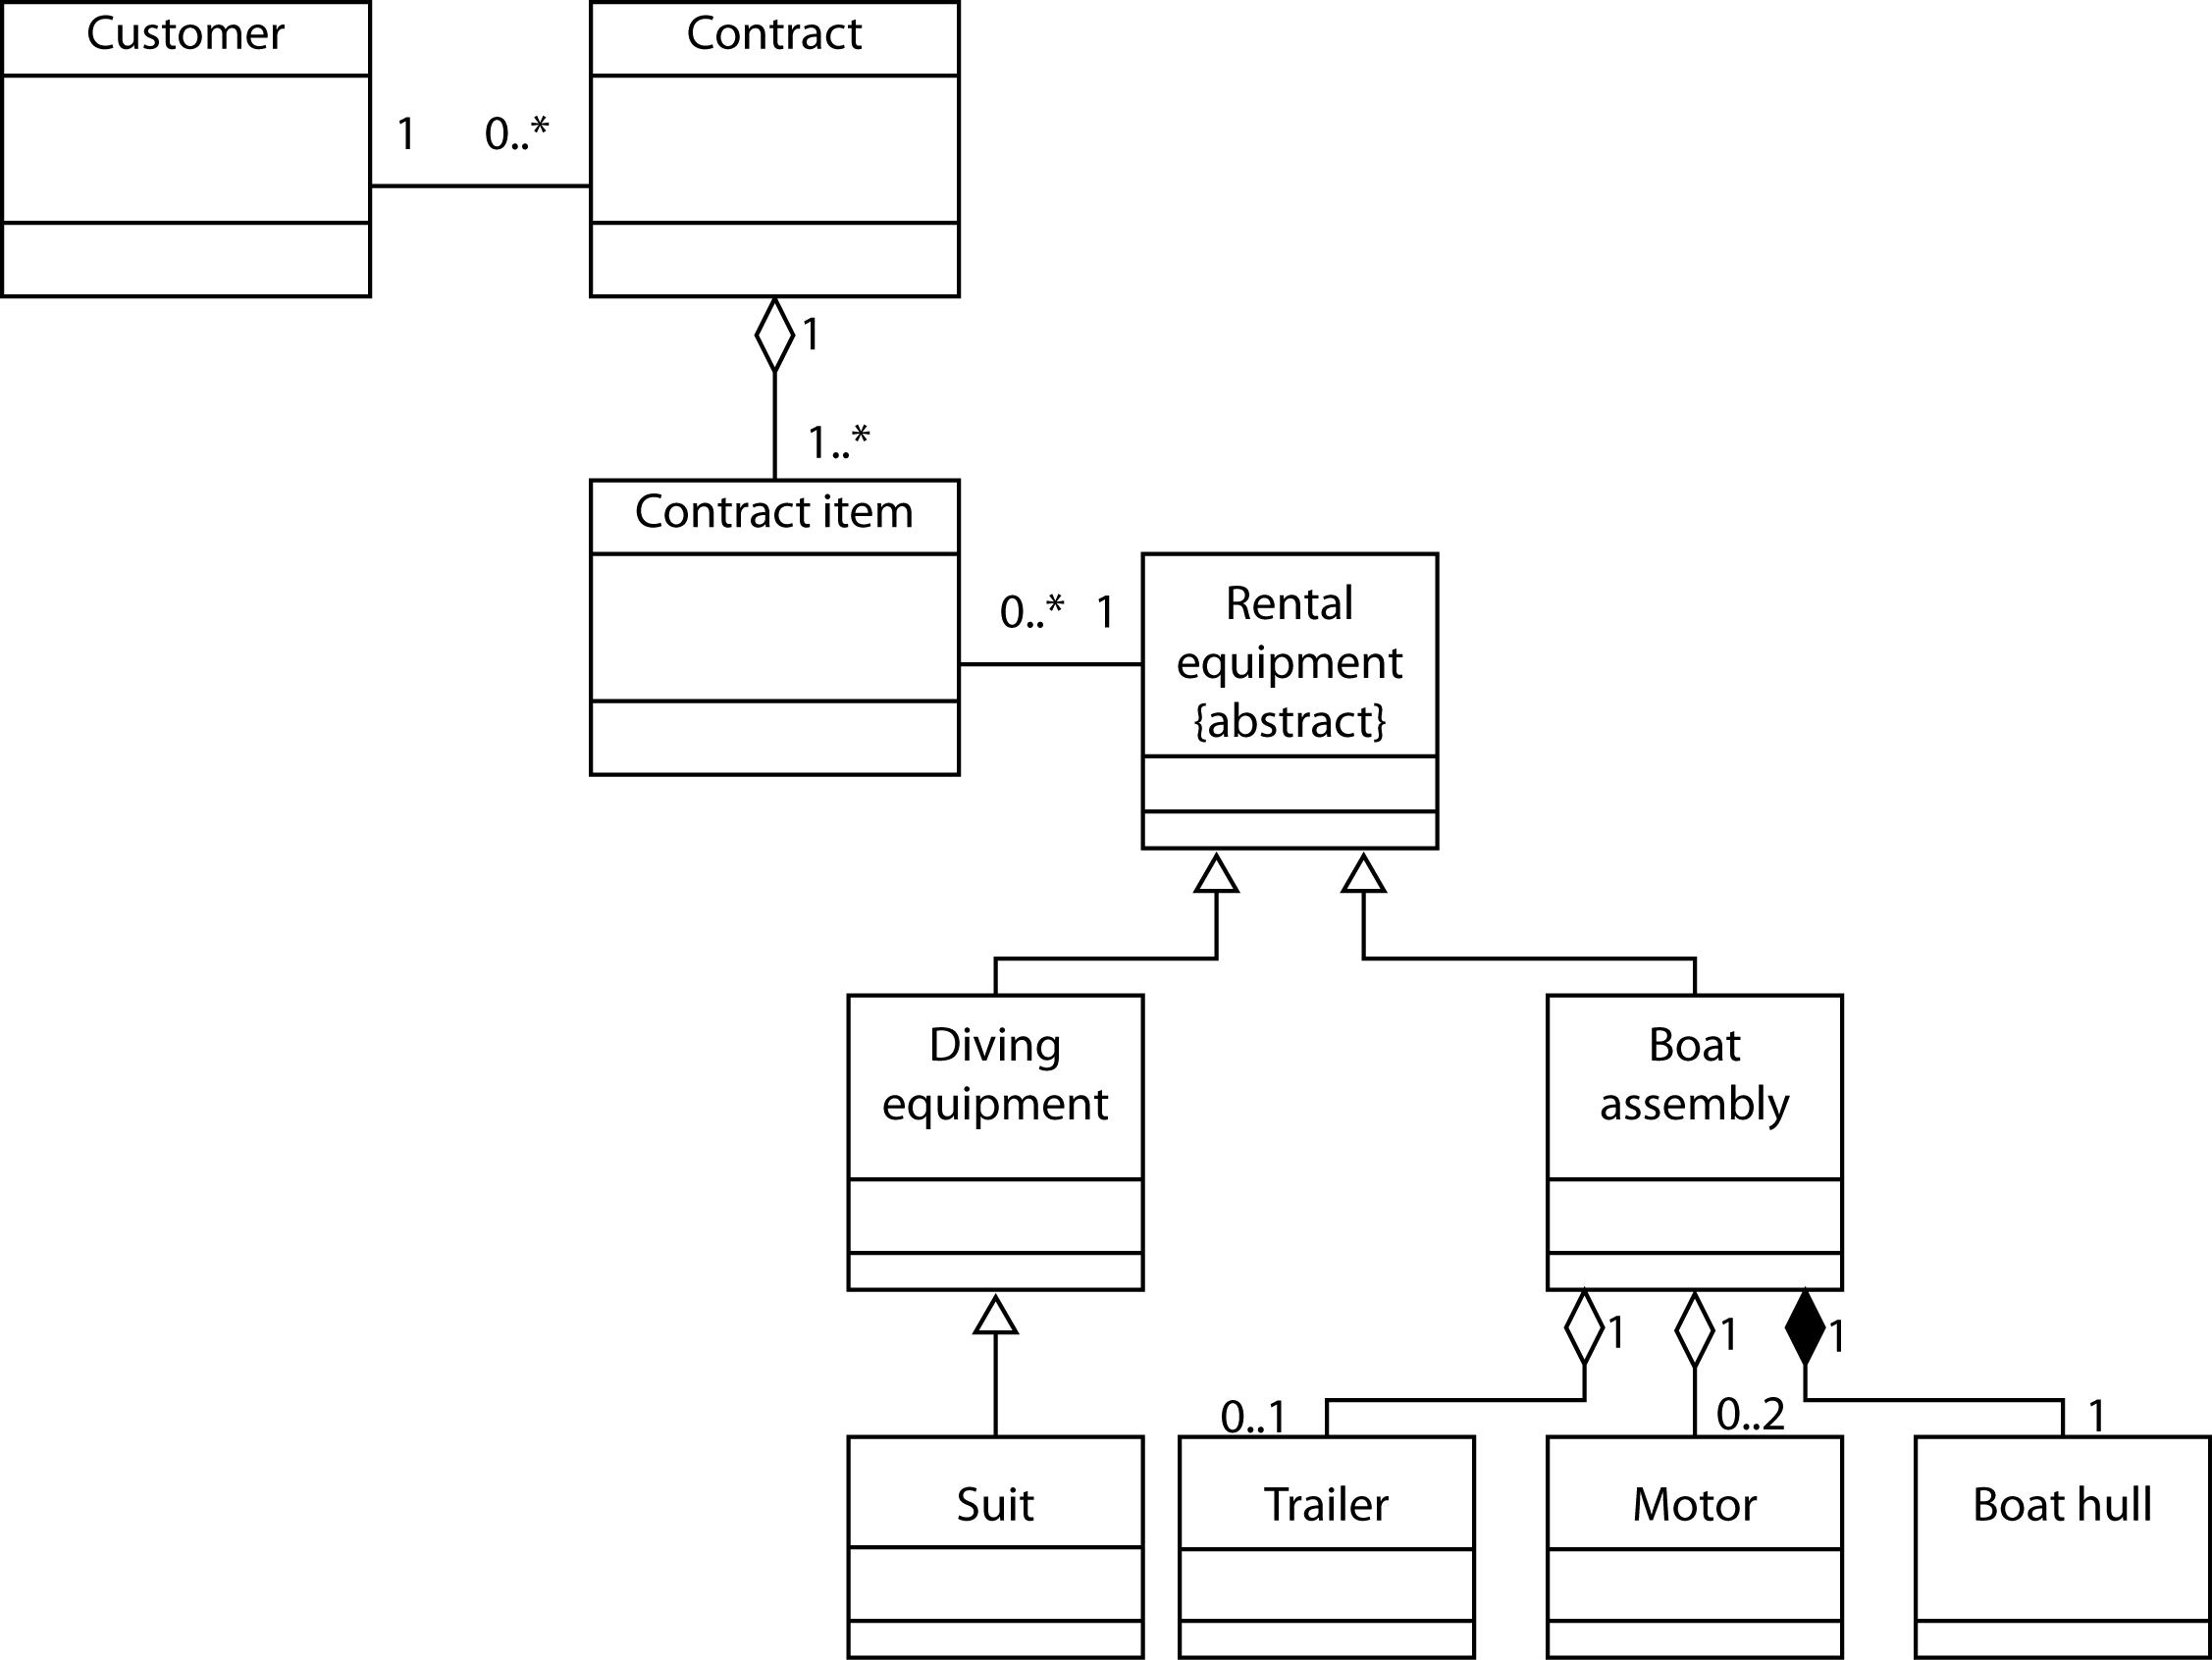 Customer
Contract
1
0..*
1
1..*
Contract item
0..*
1
Rental
equipment
{abstract}
Diving
equipment
Boat
assembly
1
1
1
0..1
0..2
1
Suit
Trailer
Motor
Boat hull